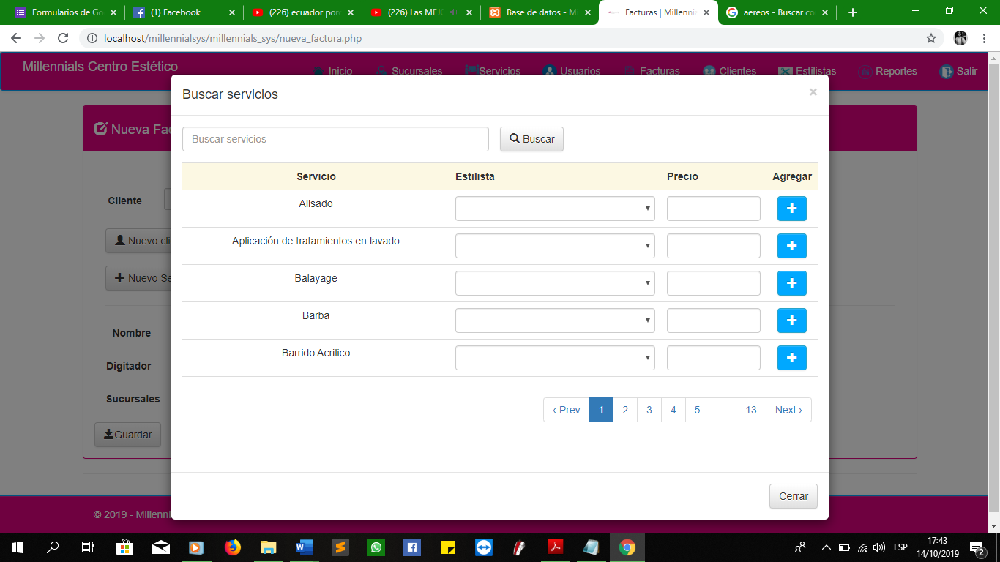 Formularios de Go
(1) Facebook
(226) ecuador por
(226) Las MEJ
Base de datos - M
Facturas | Millenni
aereos - Buscar co
localhost/millennialsys/millennials_sys/nueva_factura.php
Millennials Centro Estético
Inicio
Sucursales
Servicios
Usuarios
Facturas
Clientes
Estilistas
Reportes
Salir
Buscar servicios
×
Nueva Fac
Buscar servicios
Buscar
Servicio Estilista Precio Agregar
Cliente
Alisado
Nuevo cli
Aplicación de tratamientos en lavado
Nuevo Se
Balayage
Barba
Nombre
Barrido Acrilico
Digitador
Sucursales
‹ Prev 1 2 3 4 5 ... 13 Next ›
Guardar
Cerrar
© 2019 - Millenni
ESP
17:43
14/10/2019
2